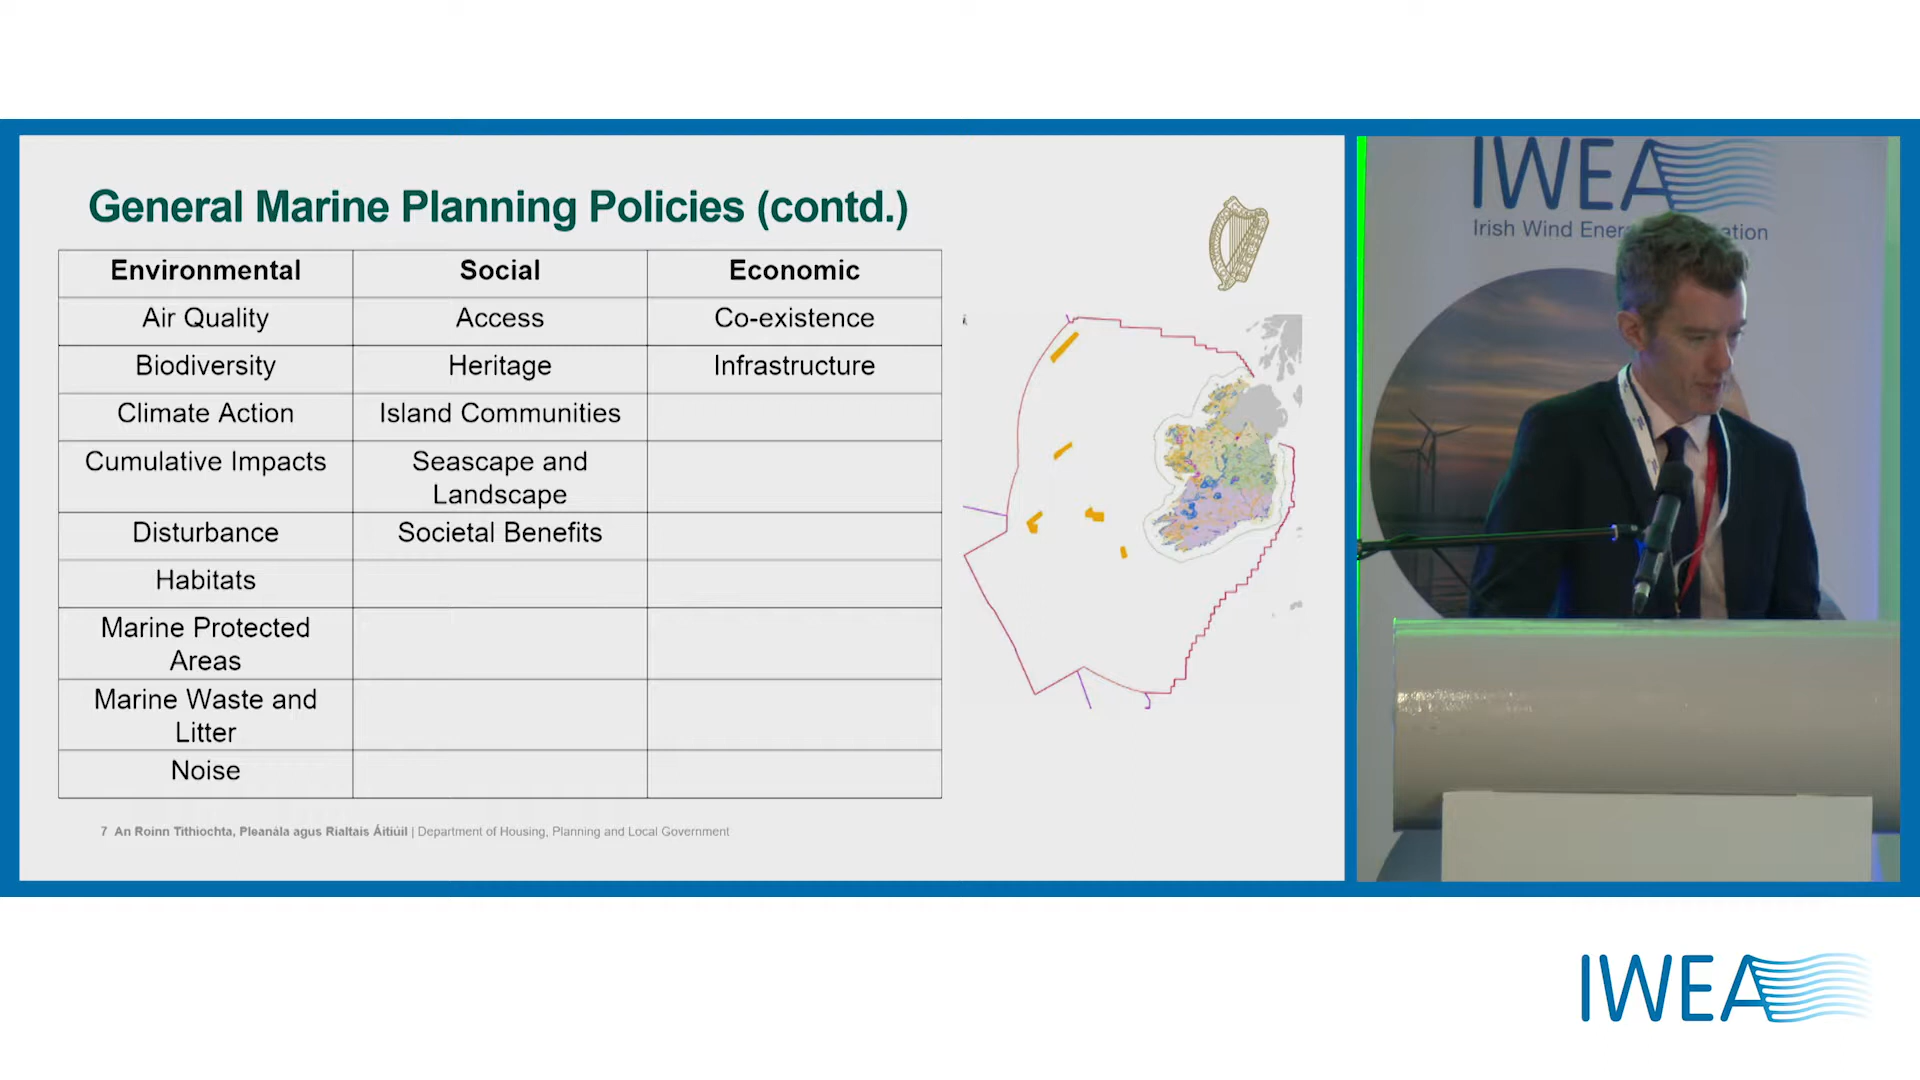 General Marine Planning Policies (contd.)
Environmental Social Economic
Air Quality Access Co-existence
Biodiversity Heritage Infrastructure
Climate Action Island Communities
Cumulative Impacts Seascape and
Landscape
Disturbance Societal Benefits
Habitats
Marine Protected
Areas
Marine Waste and
Litter
Noise
7 An Roinn Tithíochta, Pleanála agus Rialtais Áitiúil | Department of Housing, Planning and Local Government
IWEA
Irish Wind Ener ation
IWEA